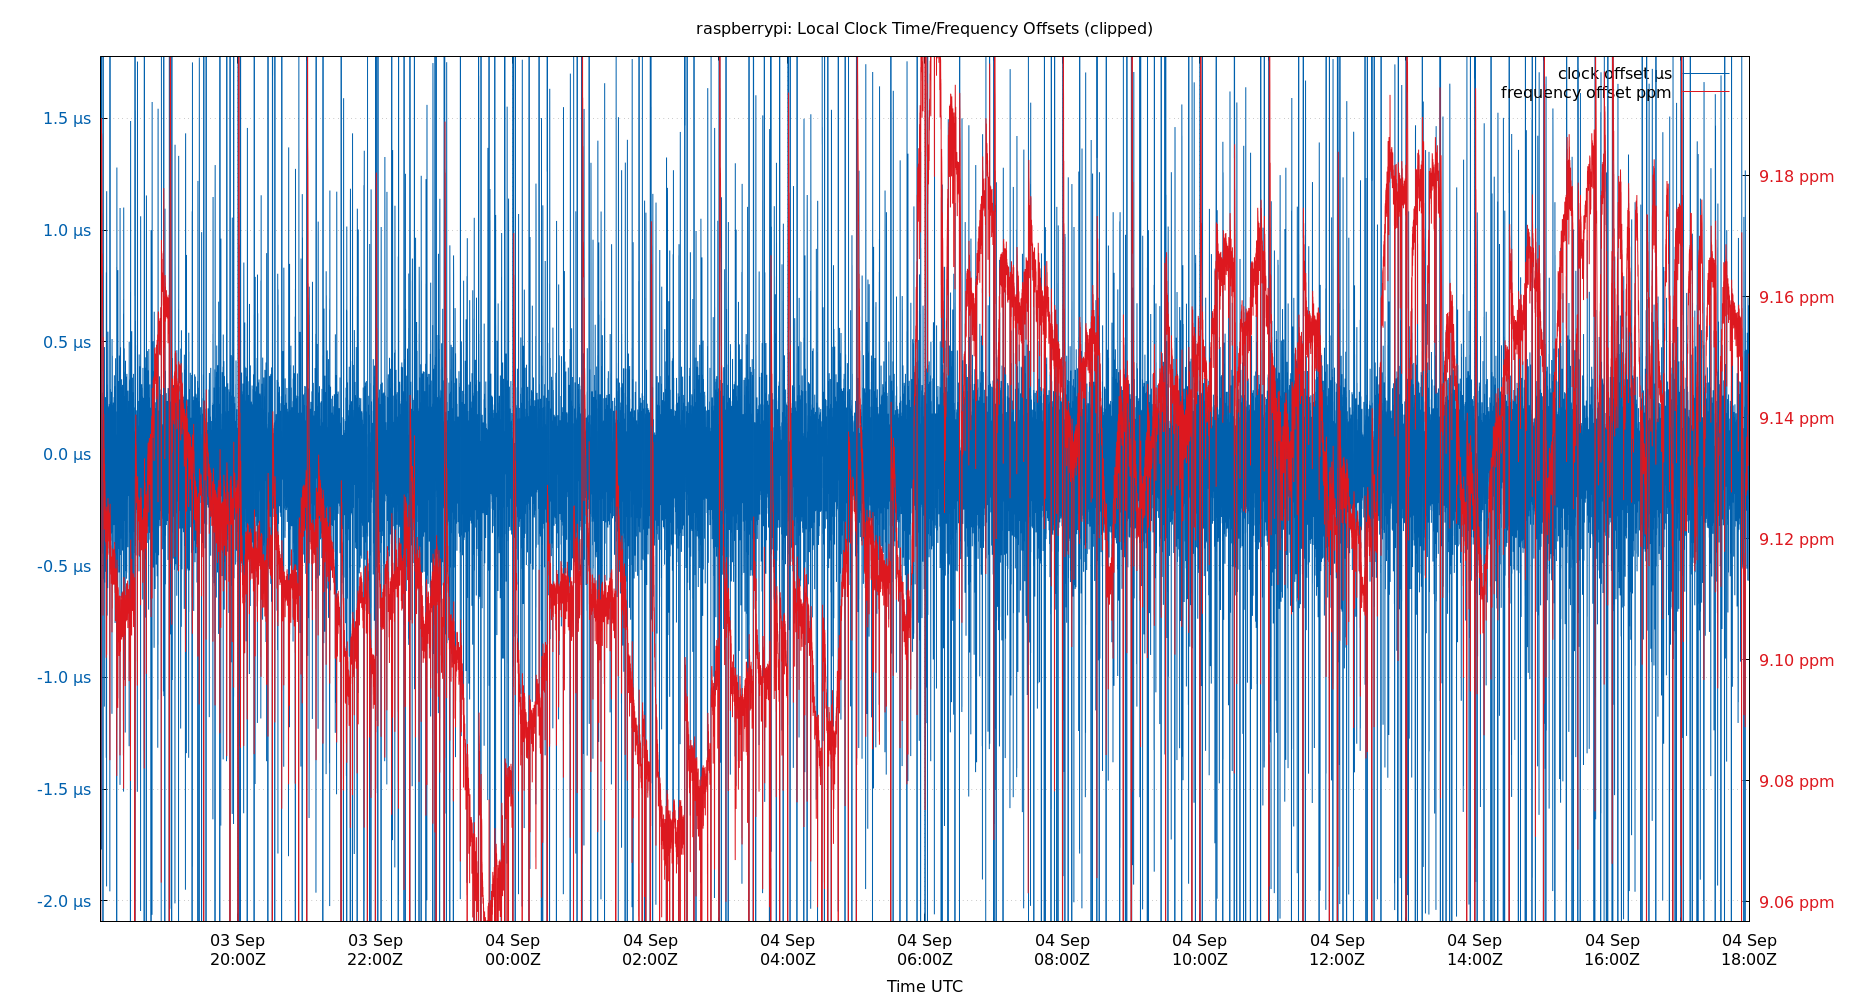 raspberrypi: Local Clock Time/Frequency Offsets (clipped)
clock offset µs
frequency offset ppm
1.5 µs
1.0 µs
0.5 µs
0.0 µs
-0.5 µs
-1.0 µs
-1.5 µs
-2.0 µs
9.18 ppm
9.16 ppm
9.14 ppm
9.12 ppm
9.10 ppm
9.08 ppm
9.06 ppm
03 Sep
20:00Z
03 Sep
22:00Z
04 Sep
00:00Z
04 Sep
02:00Z
04 Sep
04:00Z
04 Sep
06:00Z
04 Sep
08:00Z
04 Sep
10:00Z
04 Sep
12:00Z
04 Sep
14:00Z
04 Sep
16:00Z
04 Sep
18:00Z
Time UTC